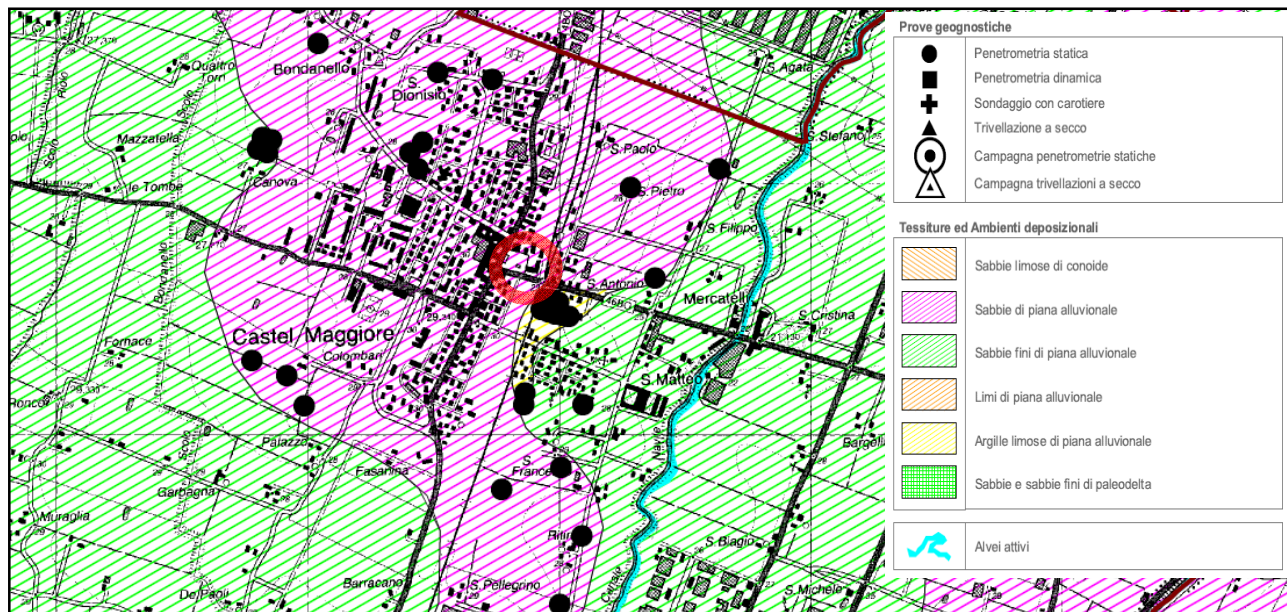 Prove geognostiche
Penetrometria statica
Penetrometria dinamica
Sondaggio con carotiere
Trivellazione a secco
Campagna penetrometrie statiche
Campagna trivellazioni a secco
Tessiture ed Ambienti deposizionali
Sabbie limose di conoide
Sabbie di piana alluvionale
Sabbie fini di piana alluvionale
Limi di piana alluvionale
Argille limose di piana alluvionale
Sabbie e sabbie fini di paleodelta
Alvei attivi
Quattro
Torri
Bondanello
S.
Dionisio
S. Agata
Riolo
Scolo
Mazzatella
S. Stefano
S. Paolo
Canova
le Tombe
S. Pietro
S. Filippo
S. Antonio
Mercatelli
S. Cristina
Bondanello
Castel Maggiore
Fornace
Colombari
S. Matteo
Ronco
Palazzo
Fasanina
S.
Navile
Garbagna
Scolo
Muraglia
S. Biagio
Barracano
S. Pellegrino
De Paoli
S. Michele